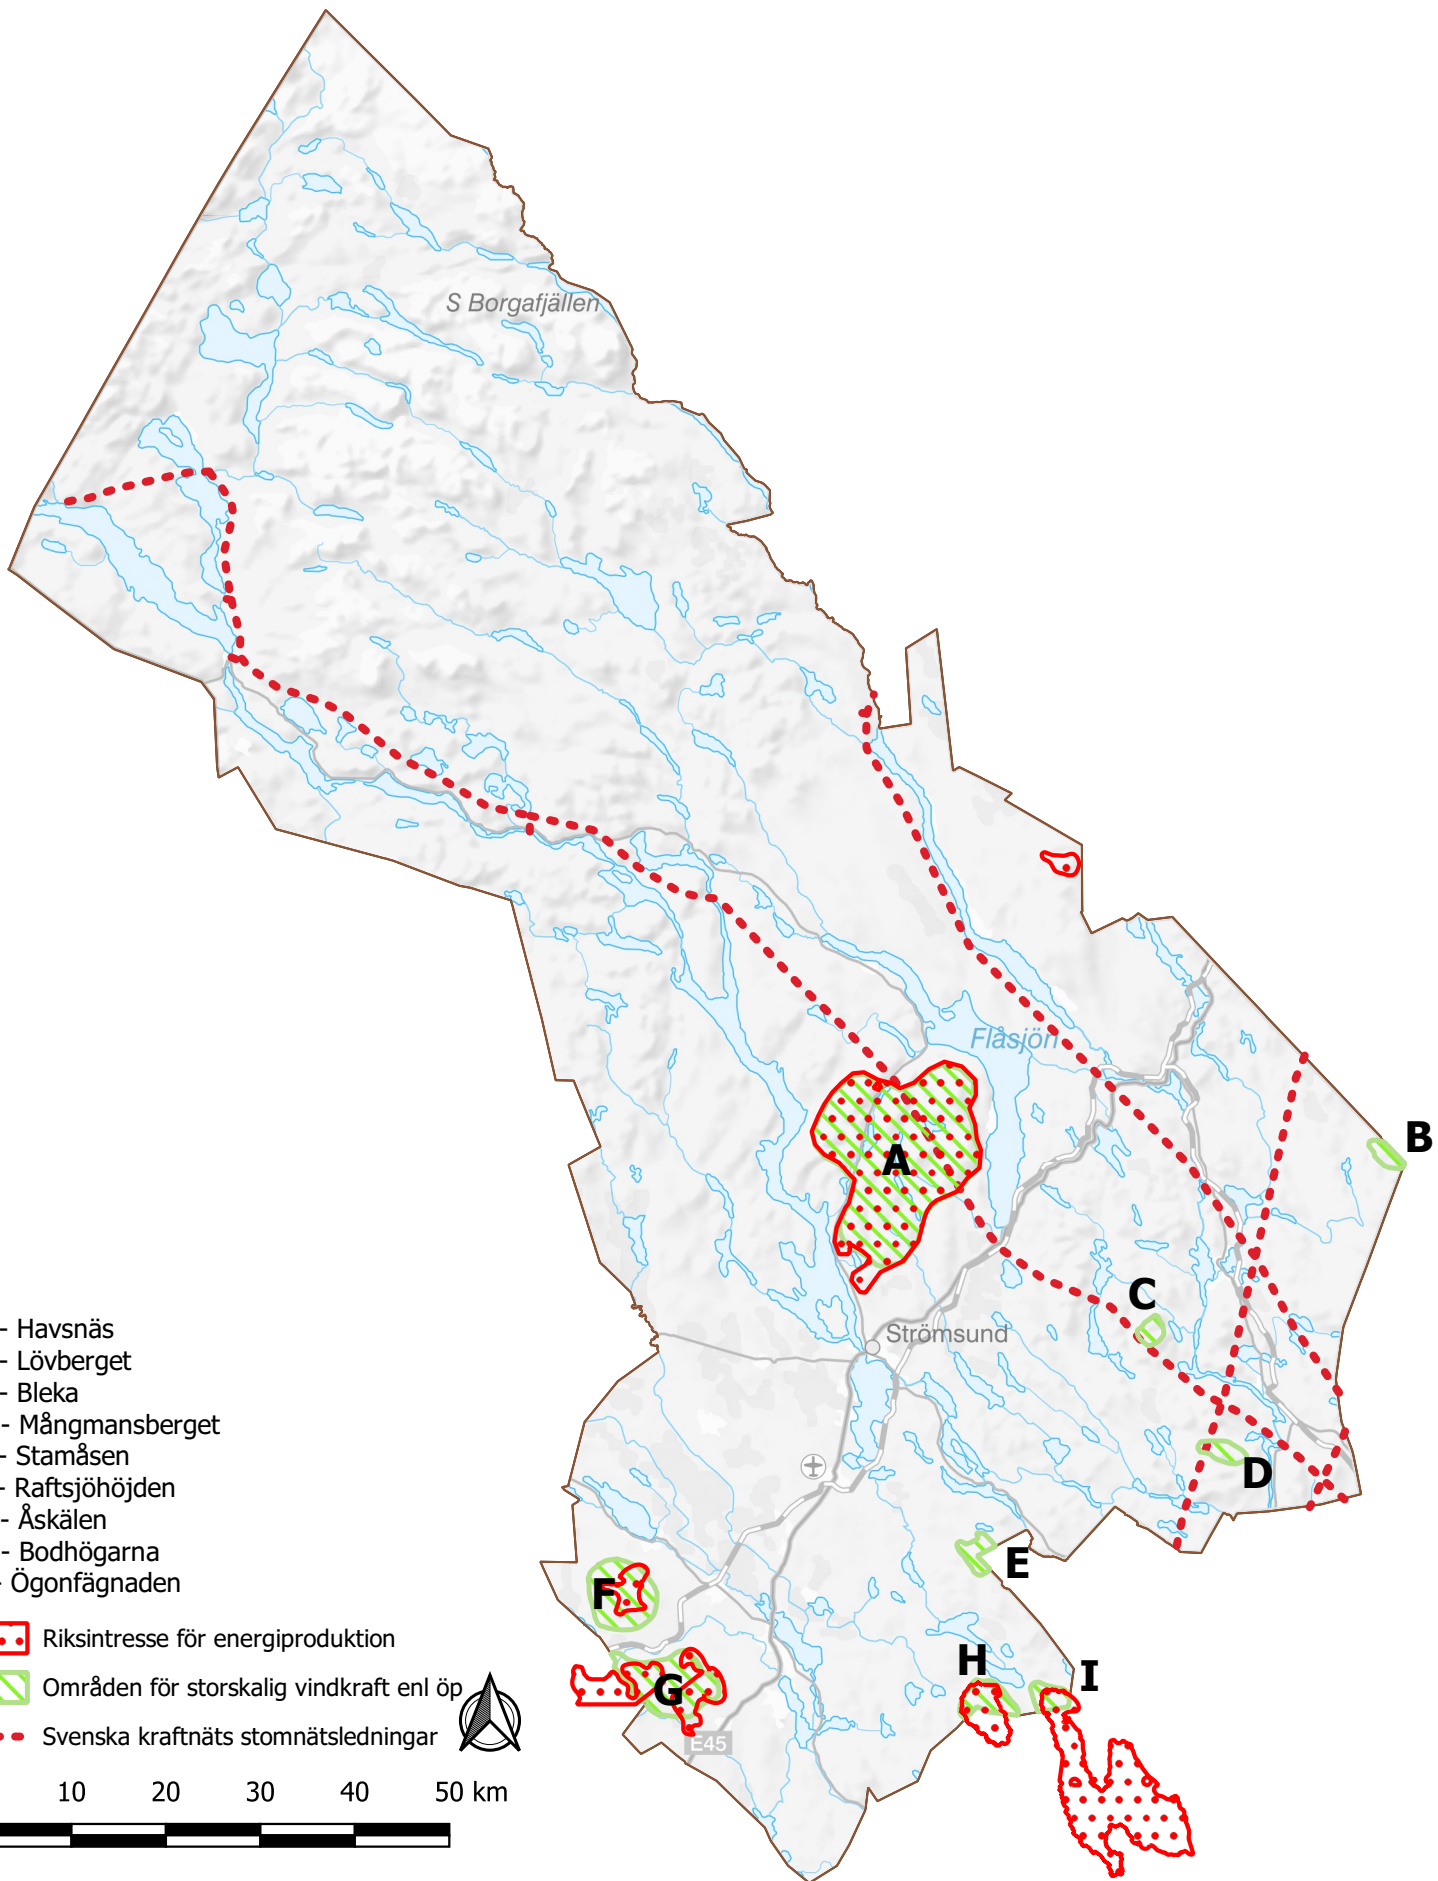 S Borgafjällen
Flåsjön
A
B
C
Strömsund
D
E
F
G
H
I
E45
- Havsnäs
- Lövberget
- Bleka
- Mångmansberget
- Stamåsen
- Raftsjöhöjden
- Åskälen
- Bodhögarna
- Ögonfägnaden
Riksintresse för energiproduktion
Områden för storskalig vindkraft enl öp
Svenska kraftnäts stomnätsledningar
10 20 30 40 50 km